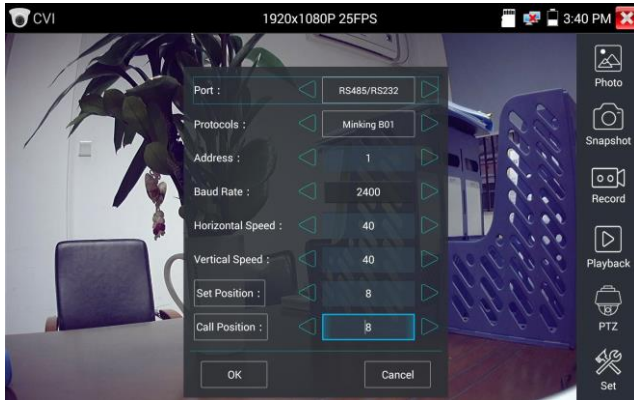 CVI 1920x1080P 25FPS 3:40 PM
Port : RS485/RS232
Protocols : Minking B01
Address : 1
Baud Rate : 2400
Horizontal Speed : 40
Vertical Speed : 40
Set Position : 8
Call Position : 8
OK Cancel
Photo
Snapshot
Record
Playback
PTZ
Set